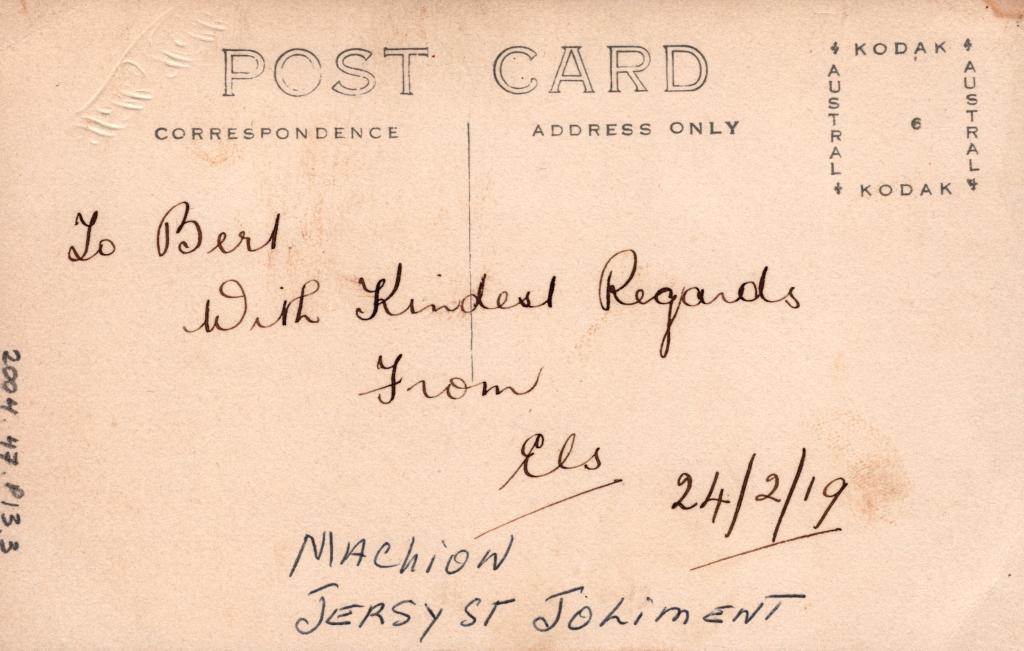 POST CARD
CORRESPONDENCE
ADDRESS ONLY
KODAK
AUSTRAL
6
AUSTRAL
KODAK
To Bert
With Kindest Regards
From
Els
24/2/19
MAChiON
JERSY ST JOLiMENT
2004.47 P13.3